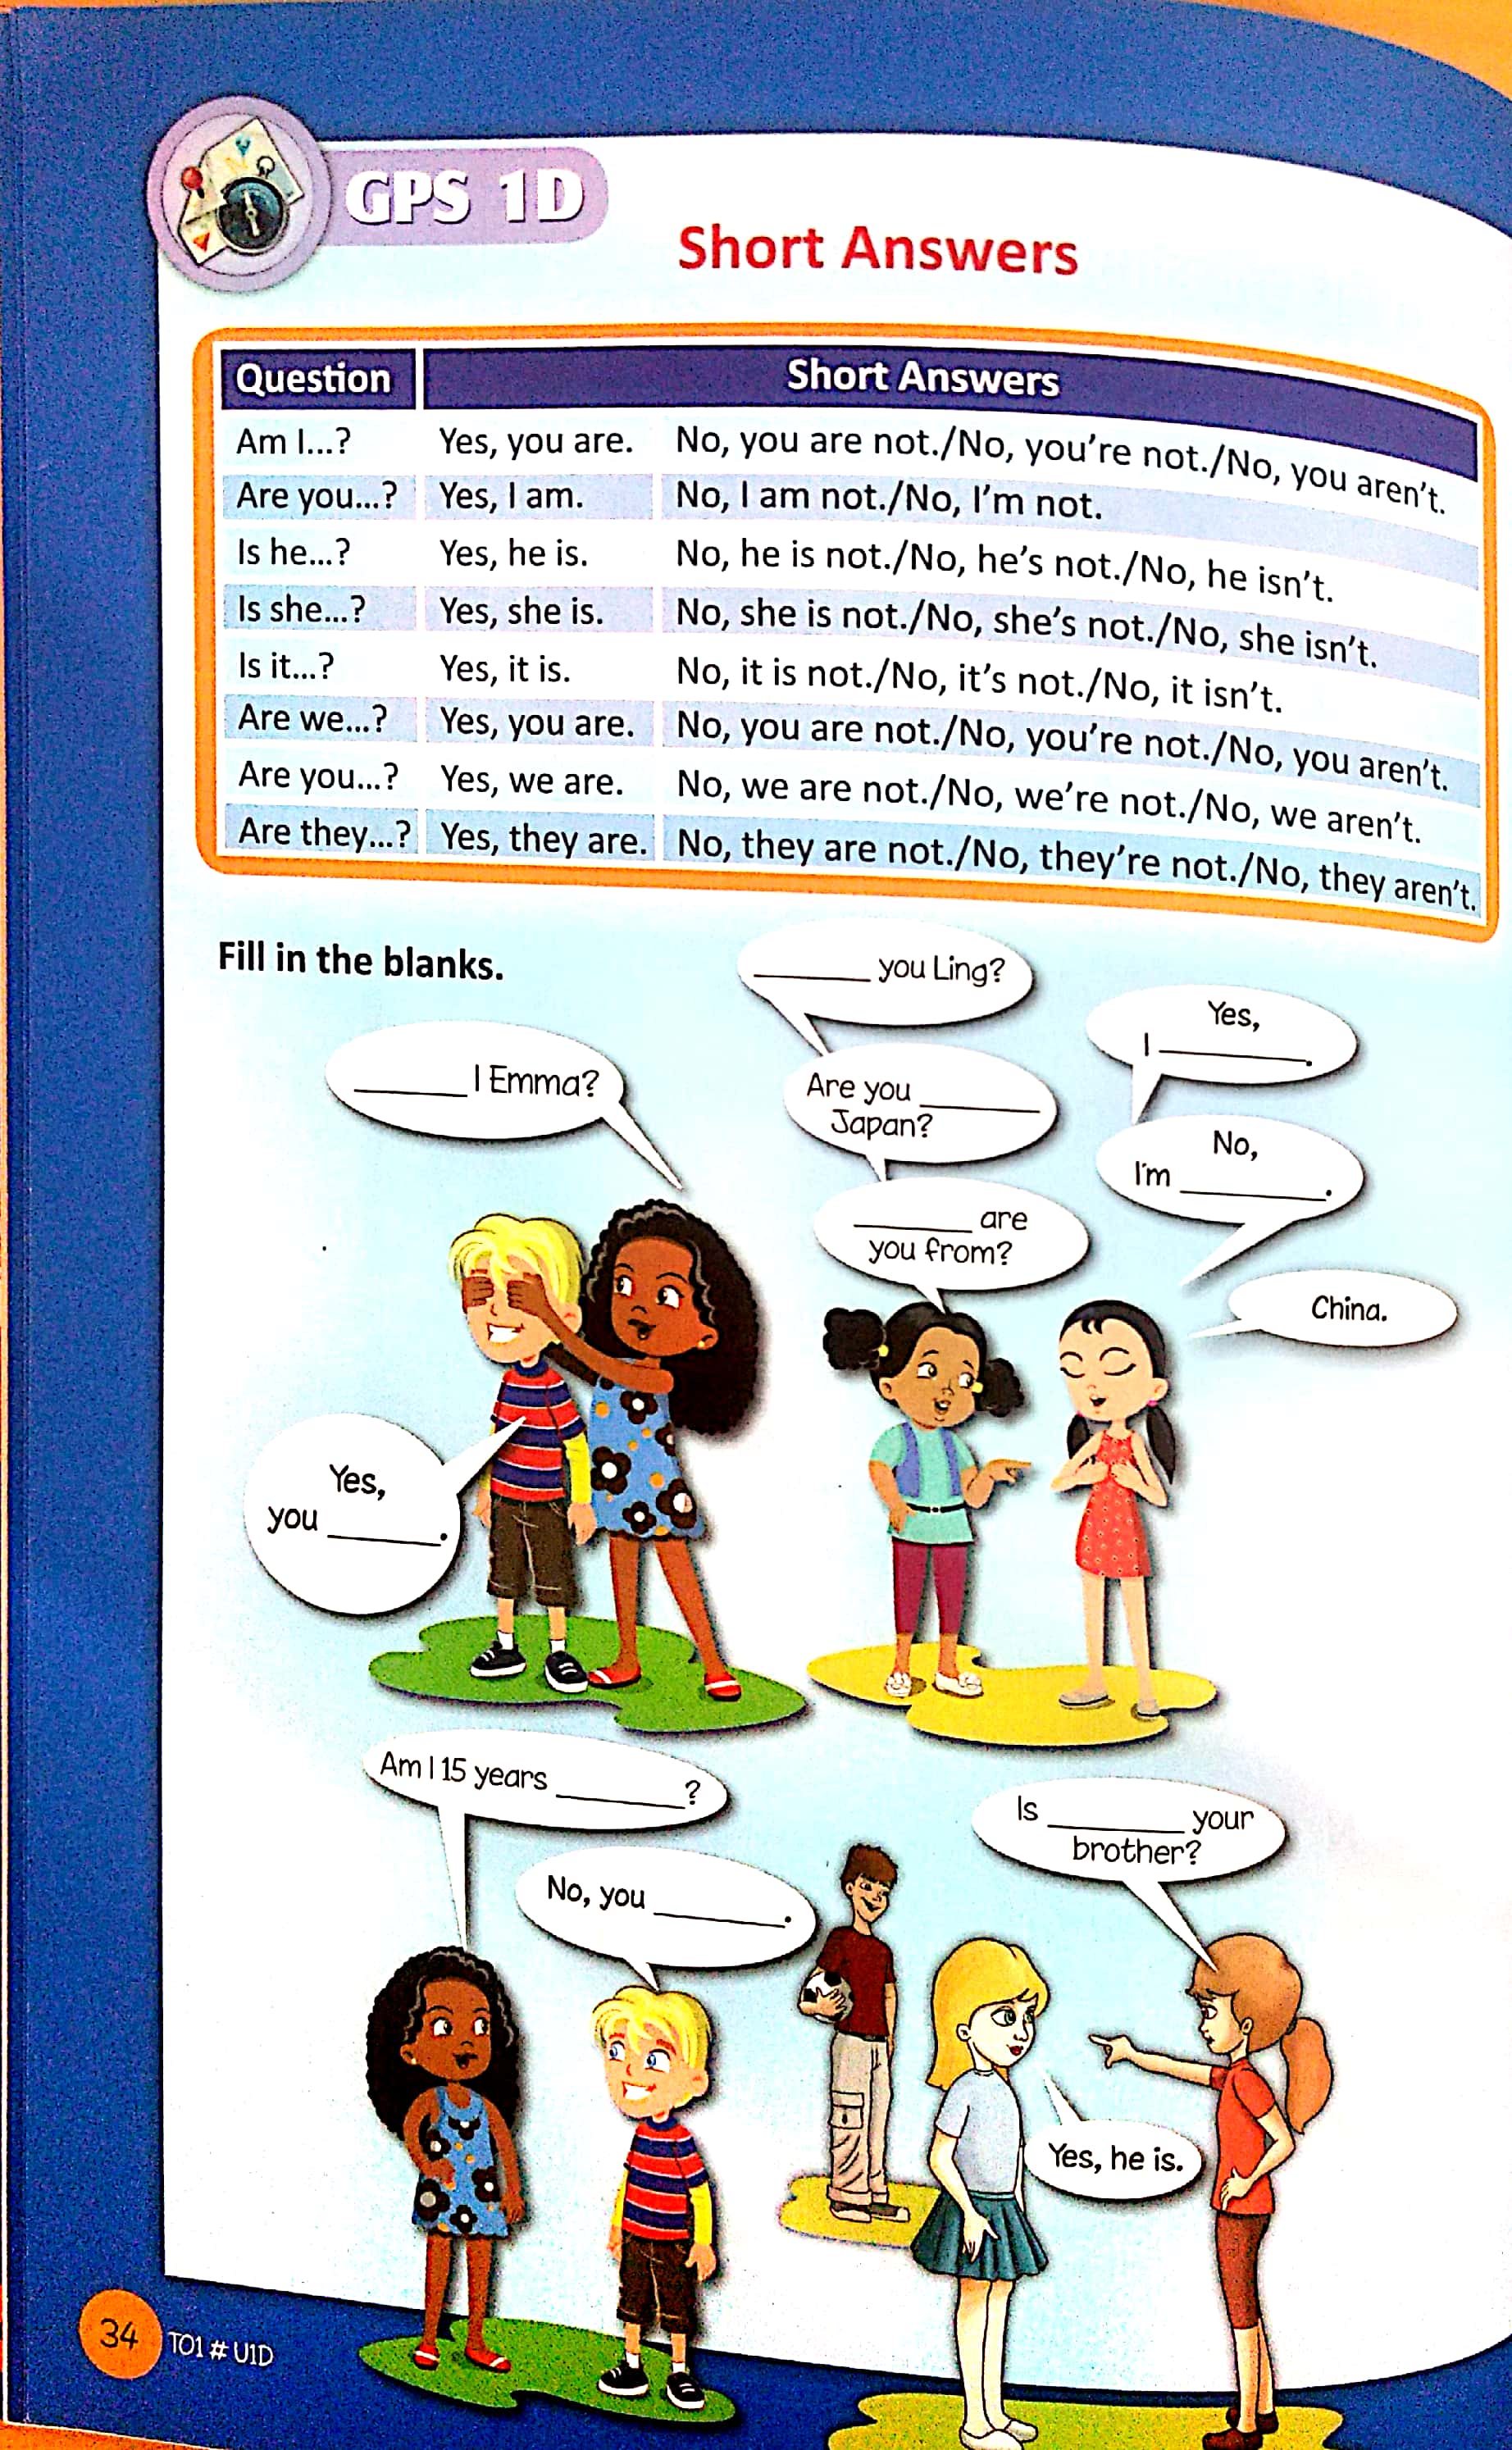 GPS 1D
Short Answers
Question Short Answers
Am I...? Yes, you are. No, you are not./No, you're not./No, you aren't.
Are you...? Yes, I am. No, I am not./No, I'm not.
Is he...? Yes, he is. No, he is not./No, he's not./No, he isn't.
Is she...? Yes, she is. No, she is not./No, she's not./No, she isn't.
Is it...? Yes, it is. No, it is not./No, it's not./No, it isn't.
Are we...? Yes, you are. No, you are not./No, you're not./No, you aren't.
Are you...? Yes, we are. No, we are not./No, we're not./No, we aren't.
Are they...? Yes, they are. No, they are not./No, they're not./No, they aren't.
Fill in the blanks.
______ I Emma?
Yes,
you ______.
______ you Ling?
Yes,
I ______.
Are you ______
Japan?
No,
I'm ______.
______ are
you from?
China.
Am I 15 years ______?
No, you ______.
Is ______ your
brother?
Yes, he is.
34 TO1 # U1D